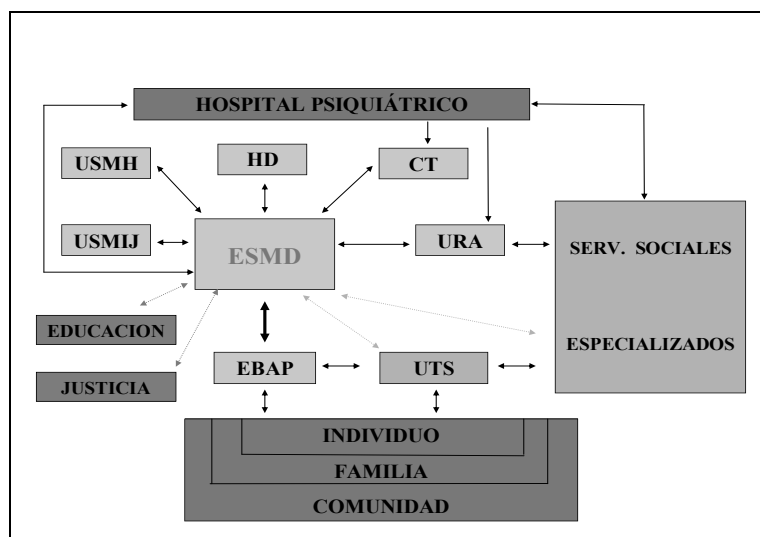 HOSPITAL PSIQUIÁTRICO
USMH
HD
CT
USMIJ
ESMD
URA
SERV. SOCIALES
EDUCACION
ESPECIALIZADOS
EBAP
UTS
JUSTICIA
INDIVIDUO
FAMILIA
COMUNIDAD